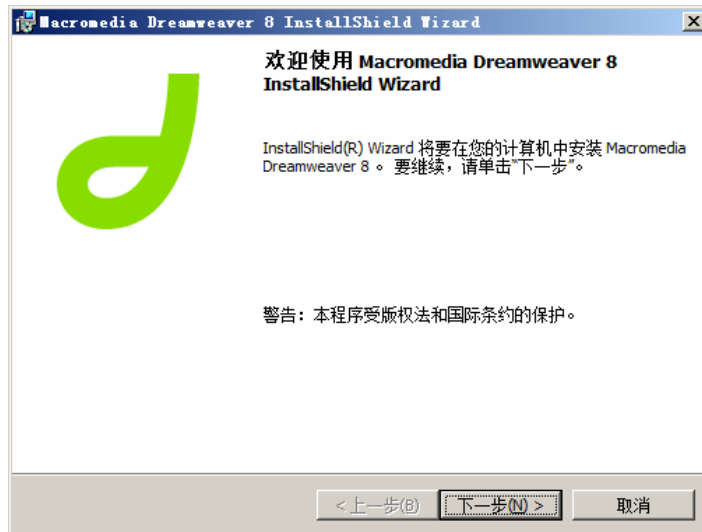 Macromedia Dreamweaver 8 InstallShield Wizard
欢迎使用 Macromedia Dreamweaver 8
InstallShield Wizard
InstallShield(R) Wizard 将要在您的计算机中安装 Macromedia
Dreamweaver 8 。 要继续，请单击“下一步”。
警告：本程序受版权法和国际条约的保护。
< 上一步(B) 下一步(N) > 取消